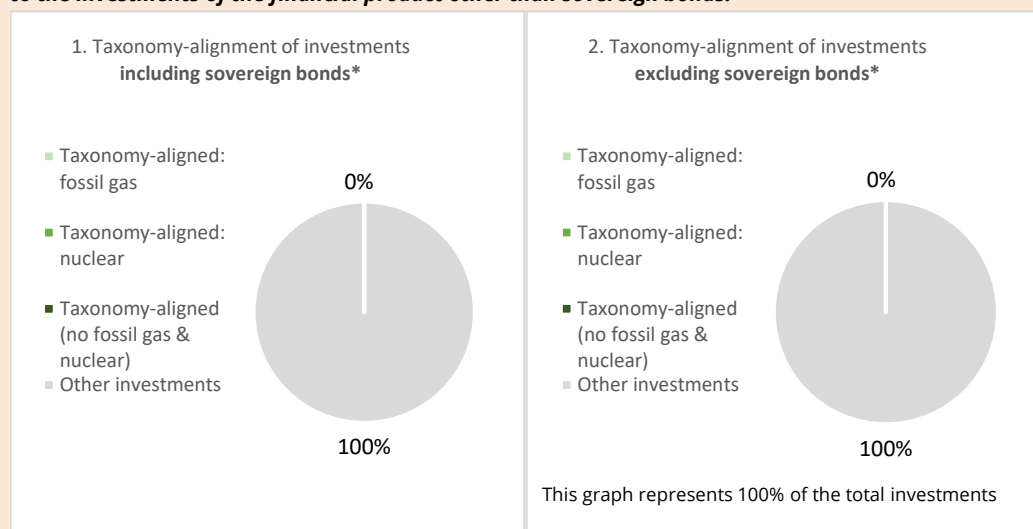 to the investments of the financial product other than sovereign bonds.
1. Taxonomy-alignment of investments
including sovereign bonds*
Taxonomy-aligned:
fossil gas
Taxonomy-aligned:
nuclear
Taxonomy-aligned
(no fossil gas &
nuclear)
Other investments
0%
100%
2. Taxonomy-alignment of investments
excluding sovereign bonds*
Taxonomy-aligned:
fossil gas
Taxonomy-aligned:
nuclear
Taxonomy-aligned
(no fossil gas &
nuclear)
Other investments
0%
100%
This graph represents 100% of the total investments